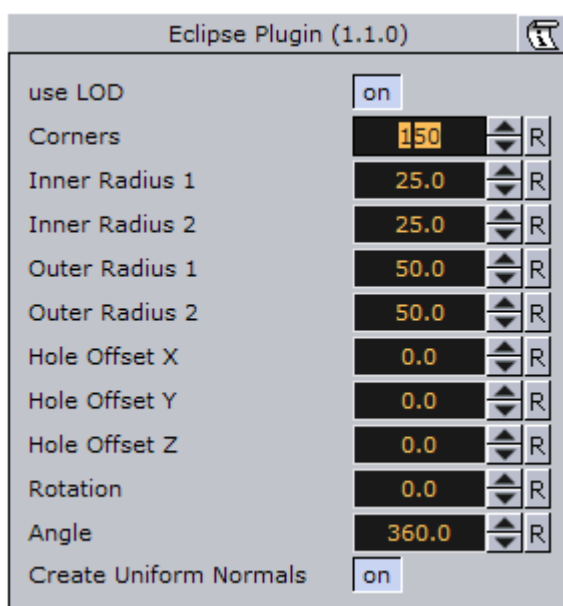 Eclipse Plugin (1.1.0)
use LOD on
Corners 150 R
Inner Radius 1 25.0 R
Inner Radius 2 25.0 R
Outer Radius 1 50.0 R
Outer Radius 2 50.0 R
Hole Offset X 0.0 R
Hole Offset Y 0.0 R
Hole Offset Z 0.0 R
Rotation 0.0 R
Angle 360.0 R
Create Uniform Normals on